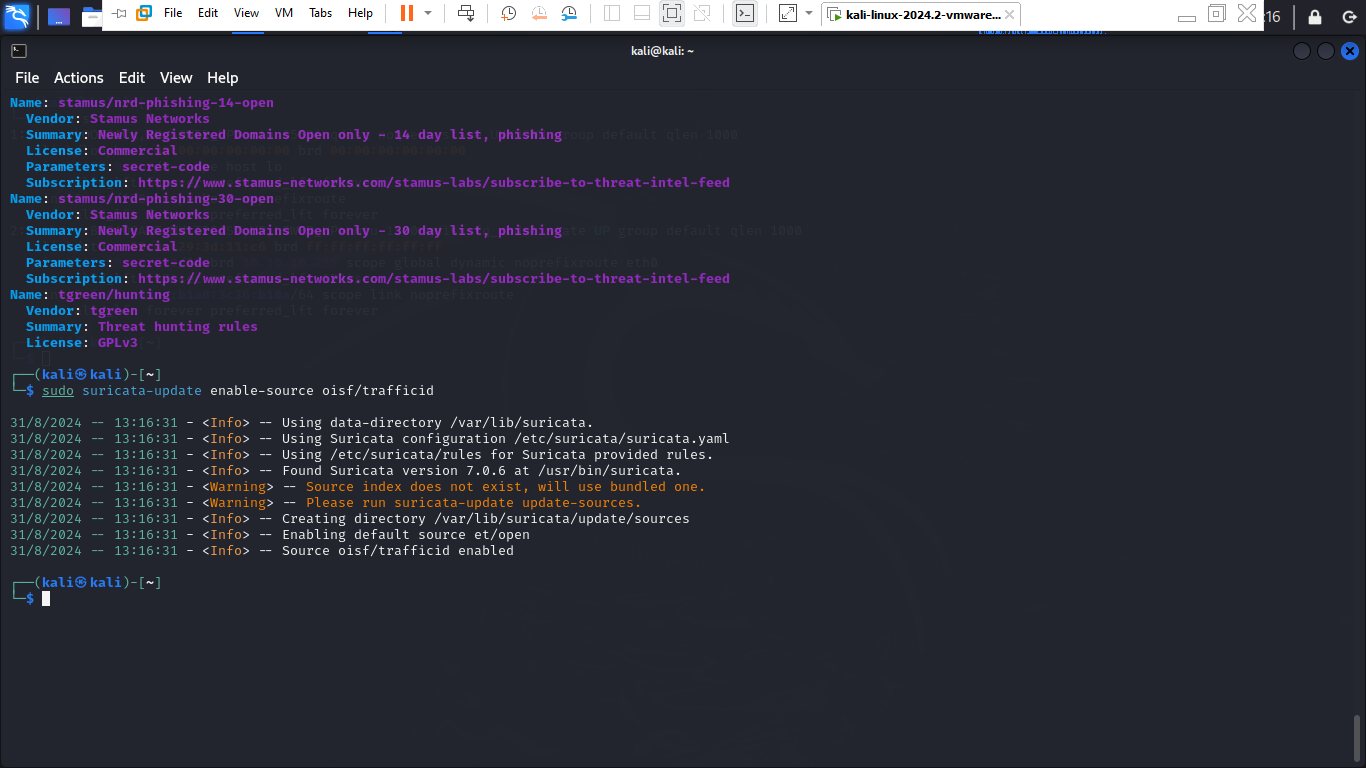 File Edit View VM Tabs Help
kali-linux-2024.2-vmware...
:16
kali@kali: ~
File Actions Edit View Help
Name: stamus/nrd-phishing-14-open
Vendor: Stamus Networks
Summary: Newly Registered Domains Open only - 14 day list, phishing
License: Commercial
Parameters: secret-code
Subscription: https://www.stamus-networks.com/stamus-labs/subscribe-to-threat-intel-feed
Name: stamus/nrd-phishing-30-open
Vendor: Stamus Networks
Summary: Newly Registered Domains Open only - 30 day list, phishing
License: Commercial
Parameters: secret-code
Subscription: https://www.stamus-networks.com/stamus-labs/subscribe-to-threat-intel-feed
Name: tgreen/hunting
Vendor: tgreen
Summary: Threat hunting rules
License: GPLv3
┌──(kali㉿kali)-[~]
└─$ sudo suricata-update enable-source oisf/trafficid
31/8/2024 -- 13:16:31 - <Info> -- Using data-directory /var/lib/suricata.
31/8/2024 -- 13:16:31 - <Info> -- Using Suricata configuration /etc/suricata/suricata.yaml
31/8/2024 -- 13:16:31 - <Info> -- Using /etc/suricata/rules for Suricata provided rules.
31/8/2024 -- 13:16:31 - <Info> -- Found Suricata version 7.0.6 at /usr/bin/suricata.
31/8/2024 -- 13:16:31 - <Warning> -- Source index does not exist, will use bundled one.
31/8/2024 -- 13:16:31 - <Warning> -- Please run suricata-update update-sources.
31/8/2024 -- 13:16:31 - <Info> -- Creating directory /var/lib/suricata/update/sources
31/8/2024 -- 13:16:31 - <Info> -- Enabling default source et/open
31/8/2024 -- 13:16:31 - <Info> -- Source oisf/trafficid enabled
┌──(kali㉿kali)-[~]
└─$